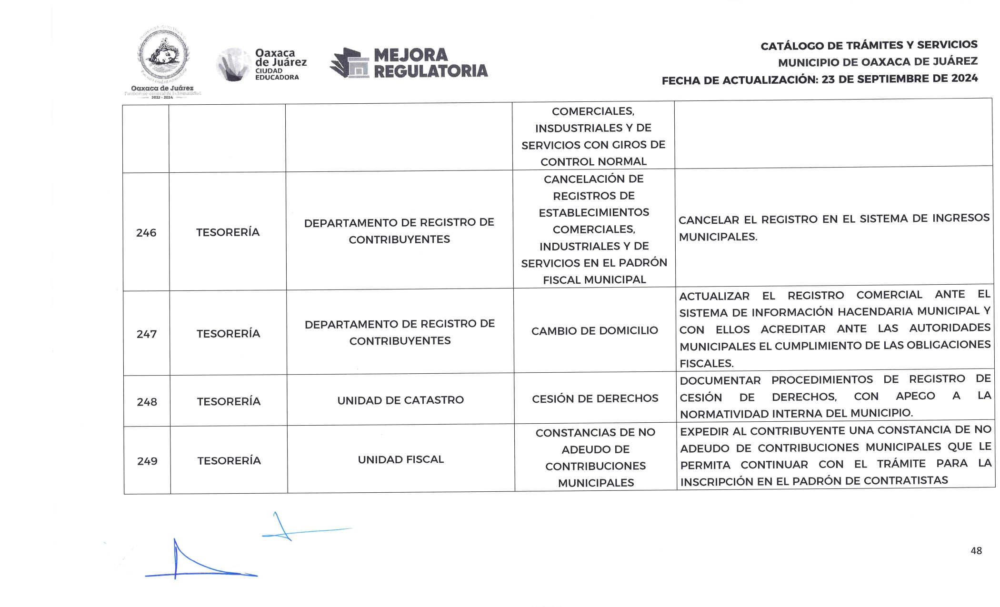 Oaxaca de Juárez
Patrimonio cultural de la humanidad
2022 - 2024
Oaxaca
de Juárez
CIUDAD
EDUCADORA
MEJORA
REGULATORIA
CATÁLOGO DE TRÁMITES Y SERVICIOS
MUNICIPIO DE OAXACA DE JUÁREZ
FECHA DE ACTUALIZACIÓN: 23 DE SEPTIEMBRE DE 2024
COMERCIALES,
INSDUSTRIALES Y DE
SERVICIOS CON GIROS DE
CONTROL NORMAL
246
TESORERÍA
DEPARTAMENTO DE REGISTRO DE
CONTRIBUYENTES
CANCELACIÓN DE
REGISTROS DE
ESTABLECIMIENTOS
COMERCIALES,
INDUSTRIALES Y DE
SERVICIOS EN EL PADRÓN
FISCAL MUNICIPAL
CANCELAR EL REGISTRO EN EL SISTEMA DE INGRESOS
MUNICIPALES.
247
TESORERÍA
DEPARTAMENTO DE REGISTRO DE
CONTRIBUYENTES
CAMBIO DE DOMICILIO
ACTUALIZAR EL REGISTRO COMERCIAL ANTE EL
SISTEMA DE INFORMACIÓN HACENDARIA MUNICIPAL Y
CON ELLOS ACREDITAR ANTE LAS AUTORIDADES
MUNICIPALES EL CUMPLIMIENTO DE LAS OBLIGACIONES
FISCALES.
248
TESORERÍA
UNIDAD DE CATASTRO
CESIÓN DE DERECHOS
DOCUMENTAR PROCEDIMIENTOS DE REGISTRO DE
CESIÓN DE DERECHOS, CON APEGO A LA
NORMATIVIDAD INTERNA DEL MUNICIPIO.
249
TESORERÍA
UNIDAD FISCAL
CONSTANCIAS DE NO
ADEUDO DE
CONTRIBUCIONES
MUNICIPALES
EXPEDIR AL CONTRIBUYENTE UNA CONSTANCIA DE NO
ADEUDO DE CONTRIBUCIONES MUNICIPALES QUE LE
PERMITA CONTINUAR CON EL TRÁMITE PARA LA
INSCRIPCIÓN EN EL PADRÓN DE CONTRATISTAS
48